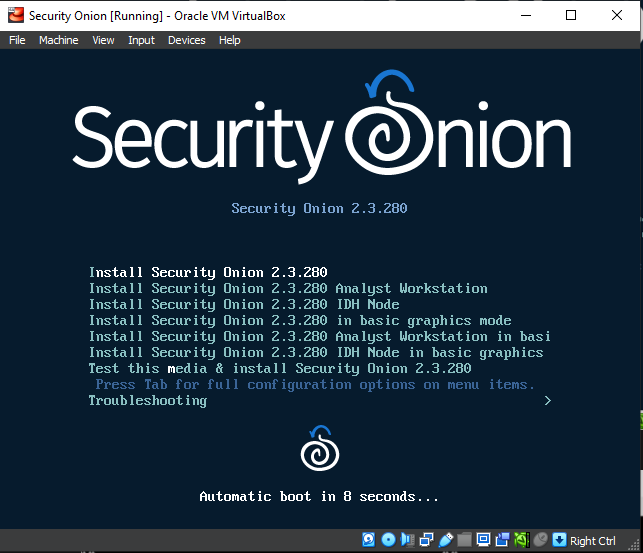 Security Onion [Running] - Oracle VM VirtualBox
File Machine View Input Devices Help
Security Onion
Security Onion 2.3.280
Install Security Onion 2.3.280
Install Security Onion 2.3.280 Analyst Workstation
Install Security Onion 2.3.280 IDH Node
Install Security Onion 2.3.280 in basic graphics mode
Install Security Onion 2.3.280 Analyst Workstation in basi
Install Security Onion 2.3.280 IDH Node in basic graphics
Test this media & install Security Onion 2.3.280
Press Tab for full configuration options on menu items.
Troubleshooting >
Automatic boot in 8 seconds...
Right Ctrl